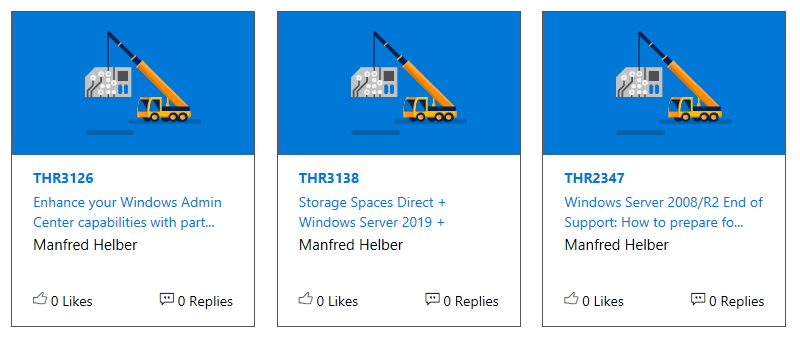 THR3126
Enhance your Windows Admin
Center capabilities with part...
Manfred Helber
0 Likes
0 Replies
THR3138
Storage Spaces Direct +
Windows Server 2019 +
Manfred Helber
0 Likes
0 Replies
THR2347
Windows Server 2008/R2 End of
Support: How to prepare fo...
Manfred Helber
0 Likes
0 Replies